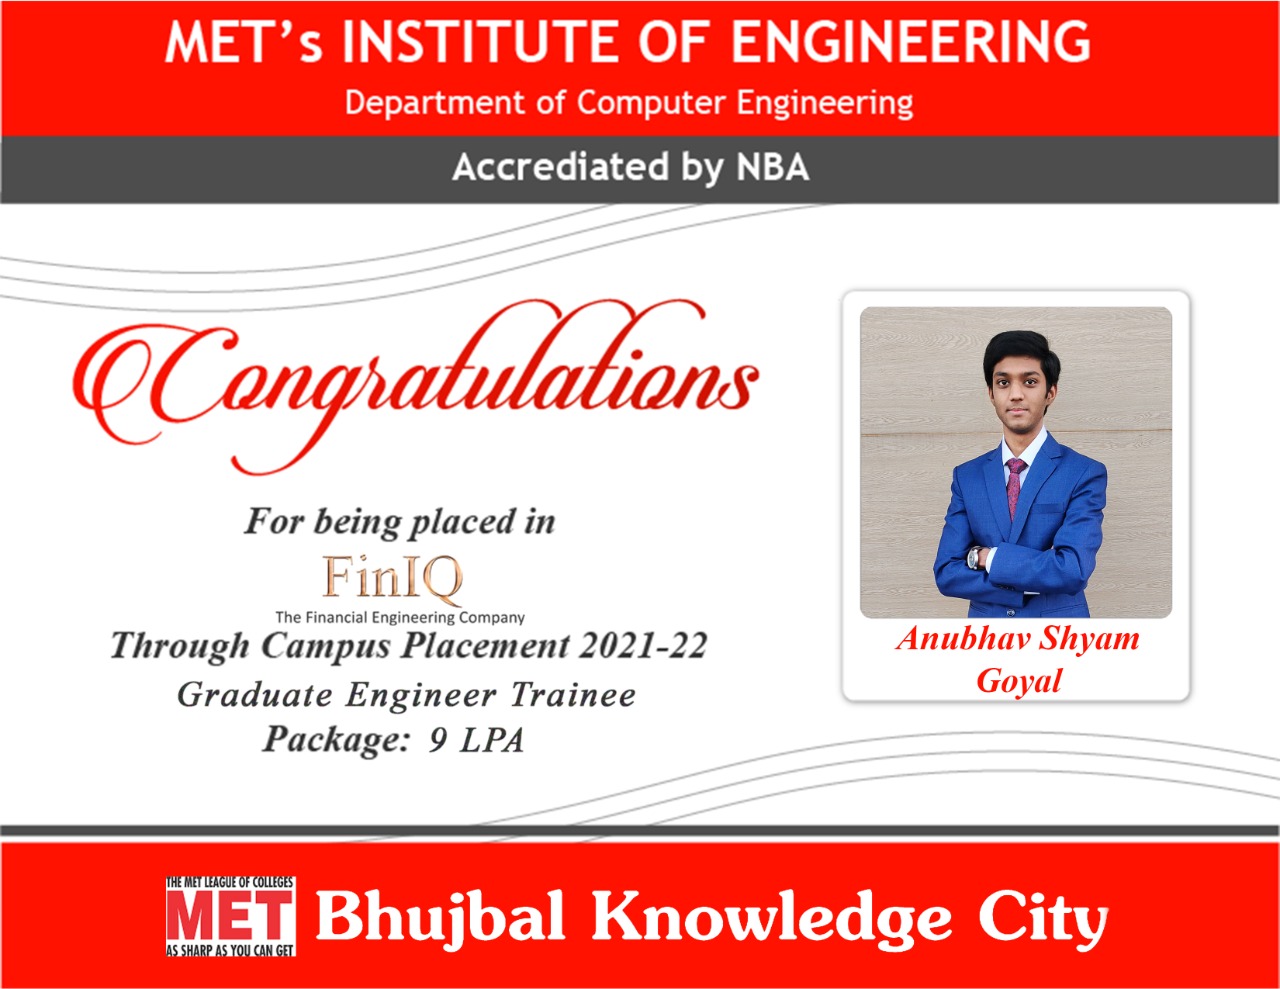 MET’s INSTITUTE OF ENGINEERING
Department of Computer Engineering
Accrediated by NBA
Congratulations
For being placed in
FinIQ
The Financial Engineering Company
Through Campus Placement 2021-22
Graduate Engineer Trainee
Package: 9 LPA
Anubhav Shyam
Goyal
THE MET LEAGUE OF COLLEGES
MET
AS SHARP AS YOU CAN GET
Bhujbal Knowledge City